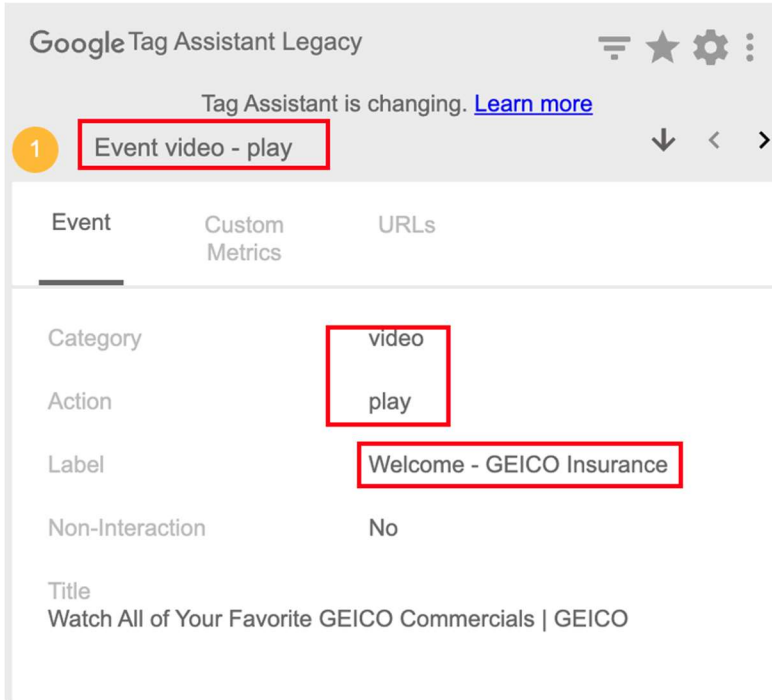 Google Tag Assistant Legacy
Tag Assistant is changing. Learn more
1 Event video - play
Event Custom Metrics URLs
Category video
Action play
Label Welcome - GEICO Insurance
Non-Interaction No
Title
Watch All of Your Favorite GEICO Commercials | GEICO